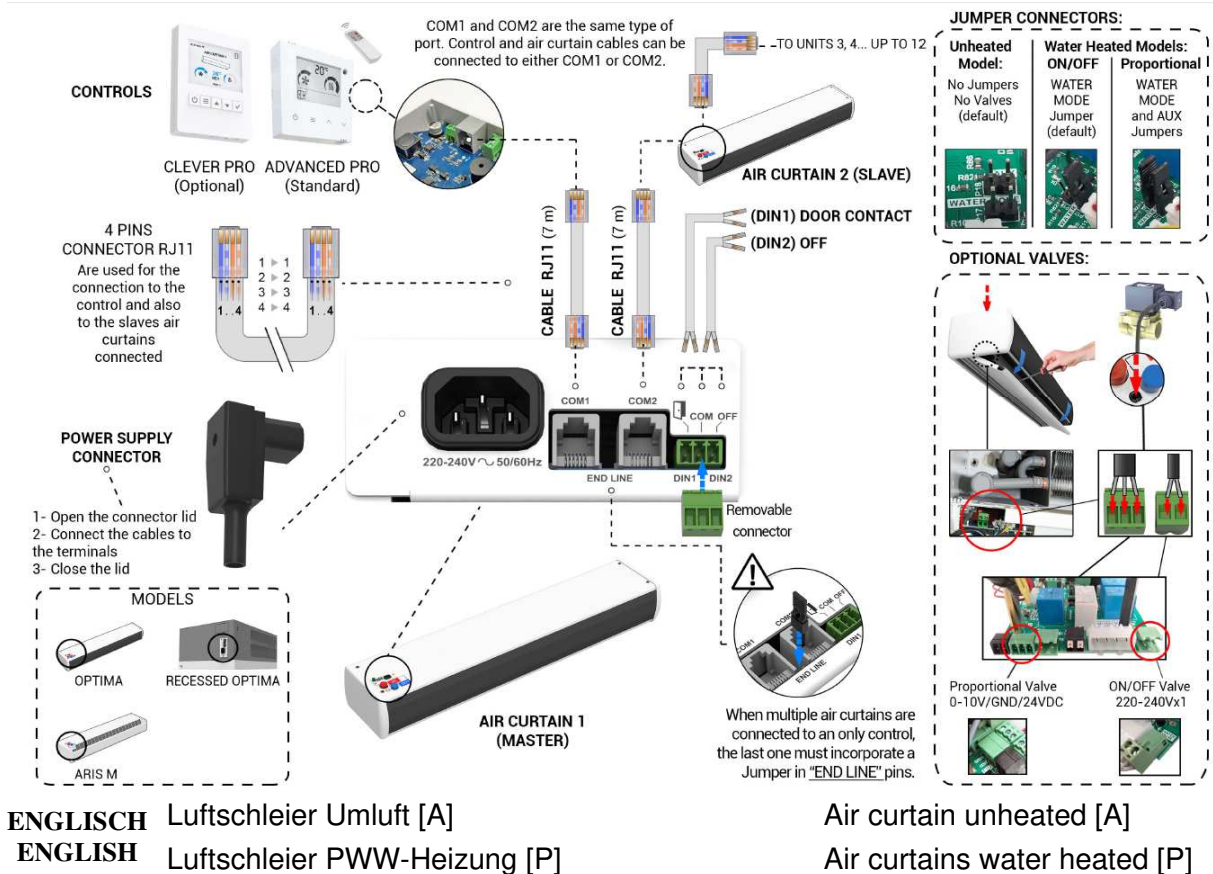 CONTROLS
CLEVER PRO
(Optional)
ADVANCED PRO
(Standard)
COM1 and COM2 are the same type of
port. Control and air curtain cables can be
connected to either COM1 or COM2.
TO UNITS 3, 4... UP TO 12
AIR CURTAIN 2 (SLAVE)
CABLE RJ11 (7 m)
CABLE RJ11 (7 m)
(DIN1) DOOR CONTACT
(DIN2) OFF
4 PINS
CONNECTOR RJ11
Are used for the
connection to the
control and also
to the slaves air
curtains
connected
1 ▶ 1
2 ▶ 2
3 ▶ 3
4 ▶ 4
1..4
1..4
POWER SUPPLY
CONNECTOR
1- Open the connector lid
2- Connect the cables to
the terminals
3- Close the lid
220-240V ~ 50/60Hz
COM1
COM2
COM
OFF
END LINE
DIN1
DIN2
Removable
connector
MODELS
OPTIMA
RECESSED OPTIMA
ARIS M
AIR CURTAIN 1
(MASTER)
COM1
COM OFF
END LINE
DIN1
When multiple air curtains are
connected to an only control,
the last one must incorporate a
Jumper in "END LINE" pins.
JUMPER CONNECTORS:
Unheated
Model:
No Jumpers
No Valves
(default)
Water Heated Models:
ON/OFF
WATER
MODE
Jumper
(default)
Proportional
WATER
MODE
and AUX
Jumpers
R86
R82
WATER
OPTIONAL VALVES:
Proportional Valve
0-10V/GND/24VDC
ON/OFF Valve
220-240Vx1
ENGLISCH
ENGLISH
Luftschleier Umluft [A]
Air curtain unheated [A]
Luftschleier PWW-Heizung [P]
Air curtains water heated [P]